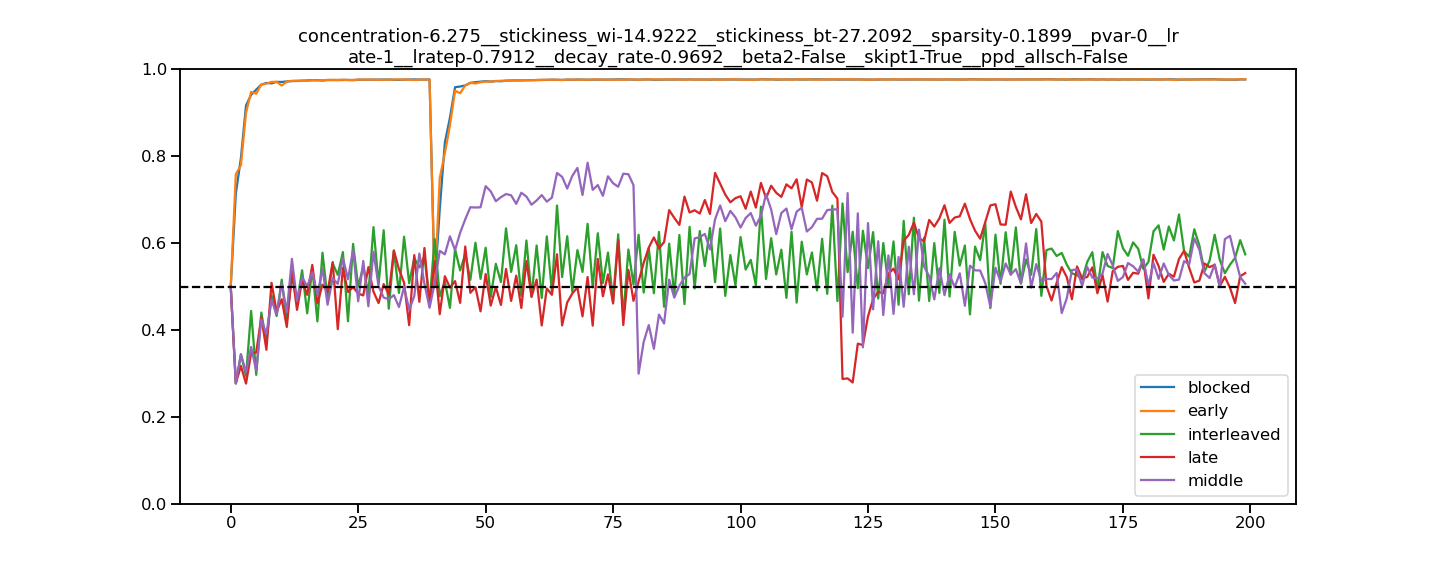 concentration-6.275__stickiness_wi-14.9222__stickiness_bt-27.2092__sparsity-0.1899__pvar-0__lr
ate-1__lratep-0.7912__decay_rate-0.9692__beta2-False__skipt1-True__ppd_allsch-False
1.0
0.8
0.6
0.4
0.2
0.0
0 25 50 75 100 125 150 175 200
blocked
early
interleaved
late
middle